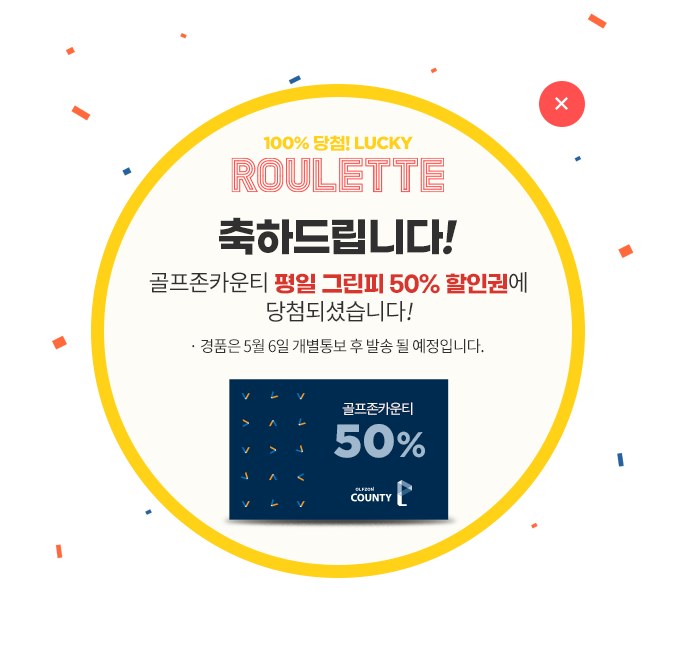 100% 당첨! LUCKY
ROULETTE
축하드립니다!
골프존카운티 평일 그린피 50% 할인권에
당첨되셨습니다!
· 경품은 5월 6일 개별통보 후 발송 될 예정입니다.
골프존카운티
50%
OLFZON
COUNTY